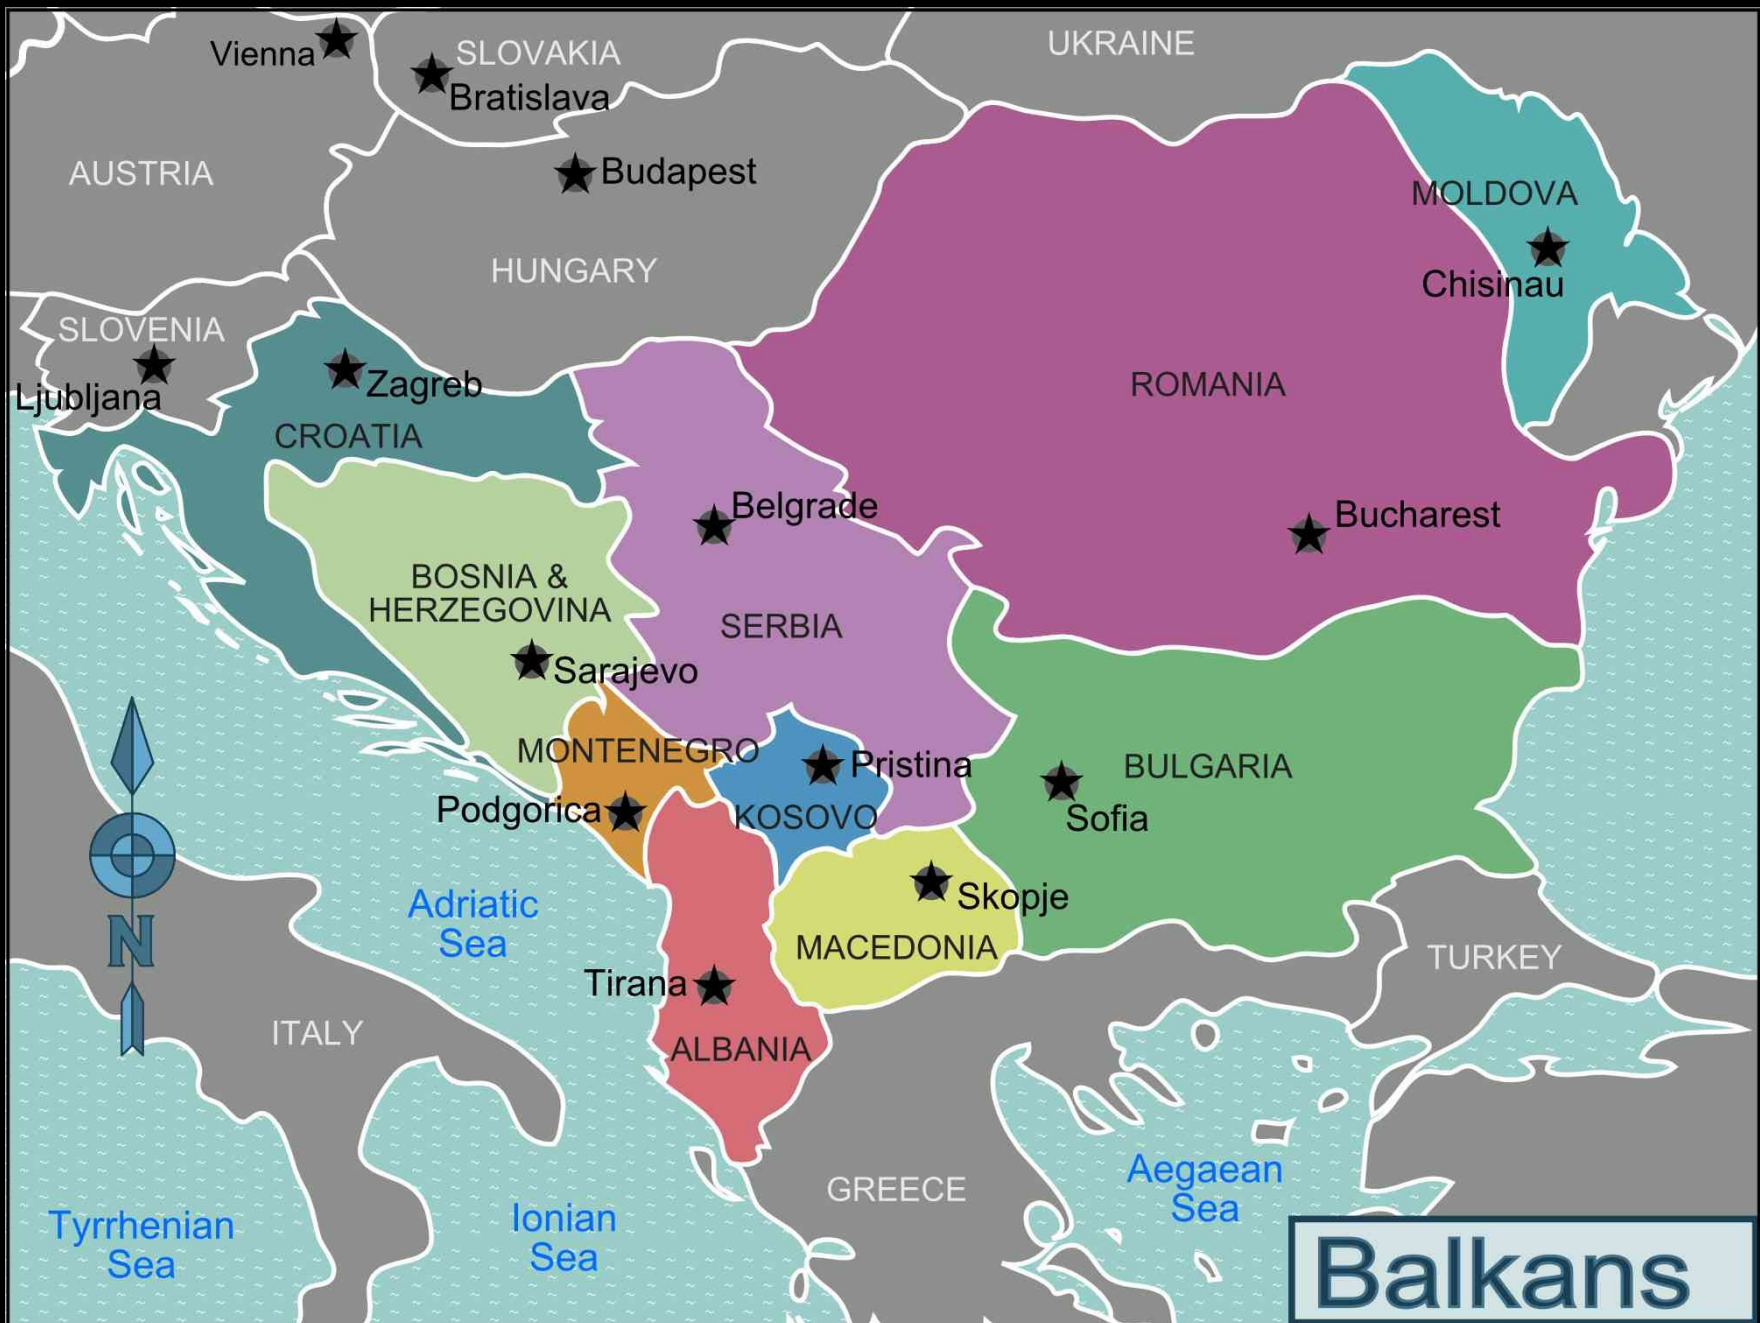 Vienna
SLOVAKIA
Bratislava
UKRAINE
AUSTRIA
Budapest
MOLDOVA
HUNGARY
Chisinau
SLOVENIA
Ljubljana
Zagreb
CROATIA
ROMANIA
Belgrade
Bucharest
BOSNIA &
HERZEGOVINA
SERBIA
Sarajevo
MONTENEGRO
Pristina
BULGARIA
Podgorica
KOSOVO
Sofia
Skopje
Adriatic
Sea
N
MACEDONIA
TURKEY
Tirana
ITALY
ALBANIA
GREECE
Aegaean
Sea
Tyrrhenian
Sea
Ionian
Sea
Balkans